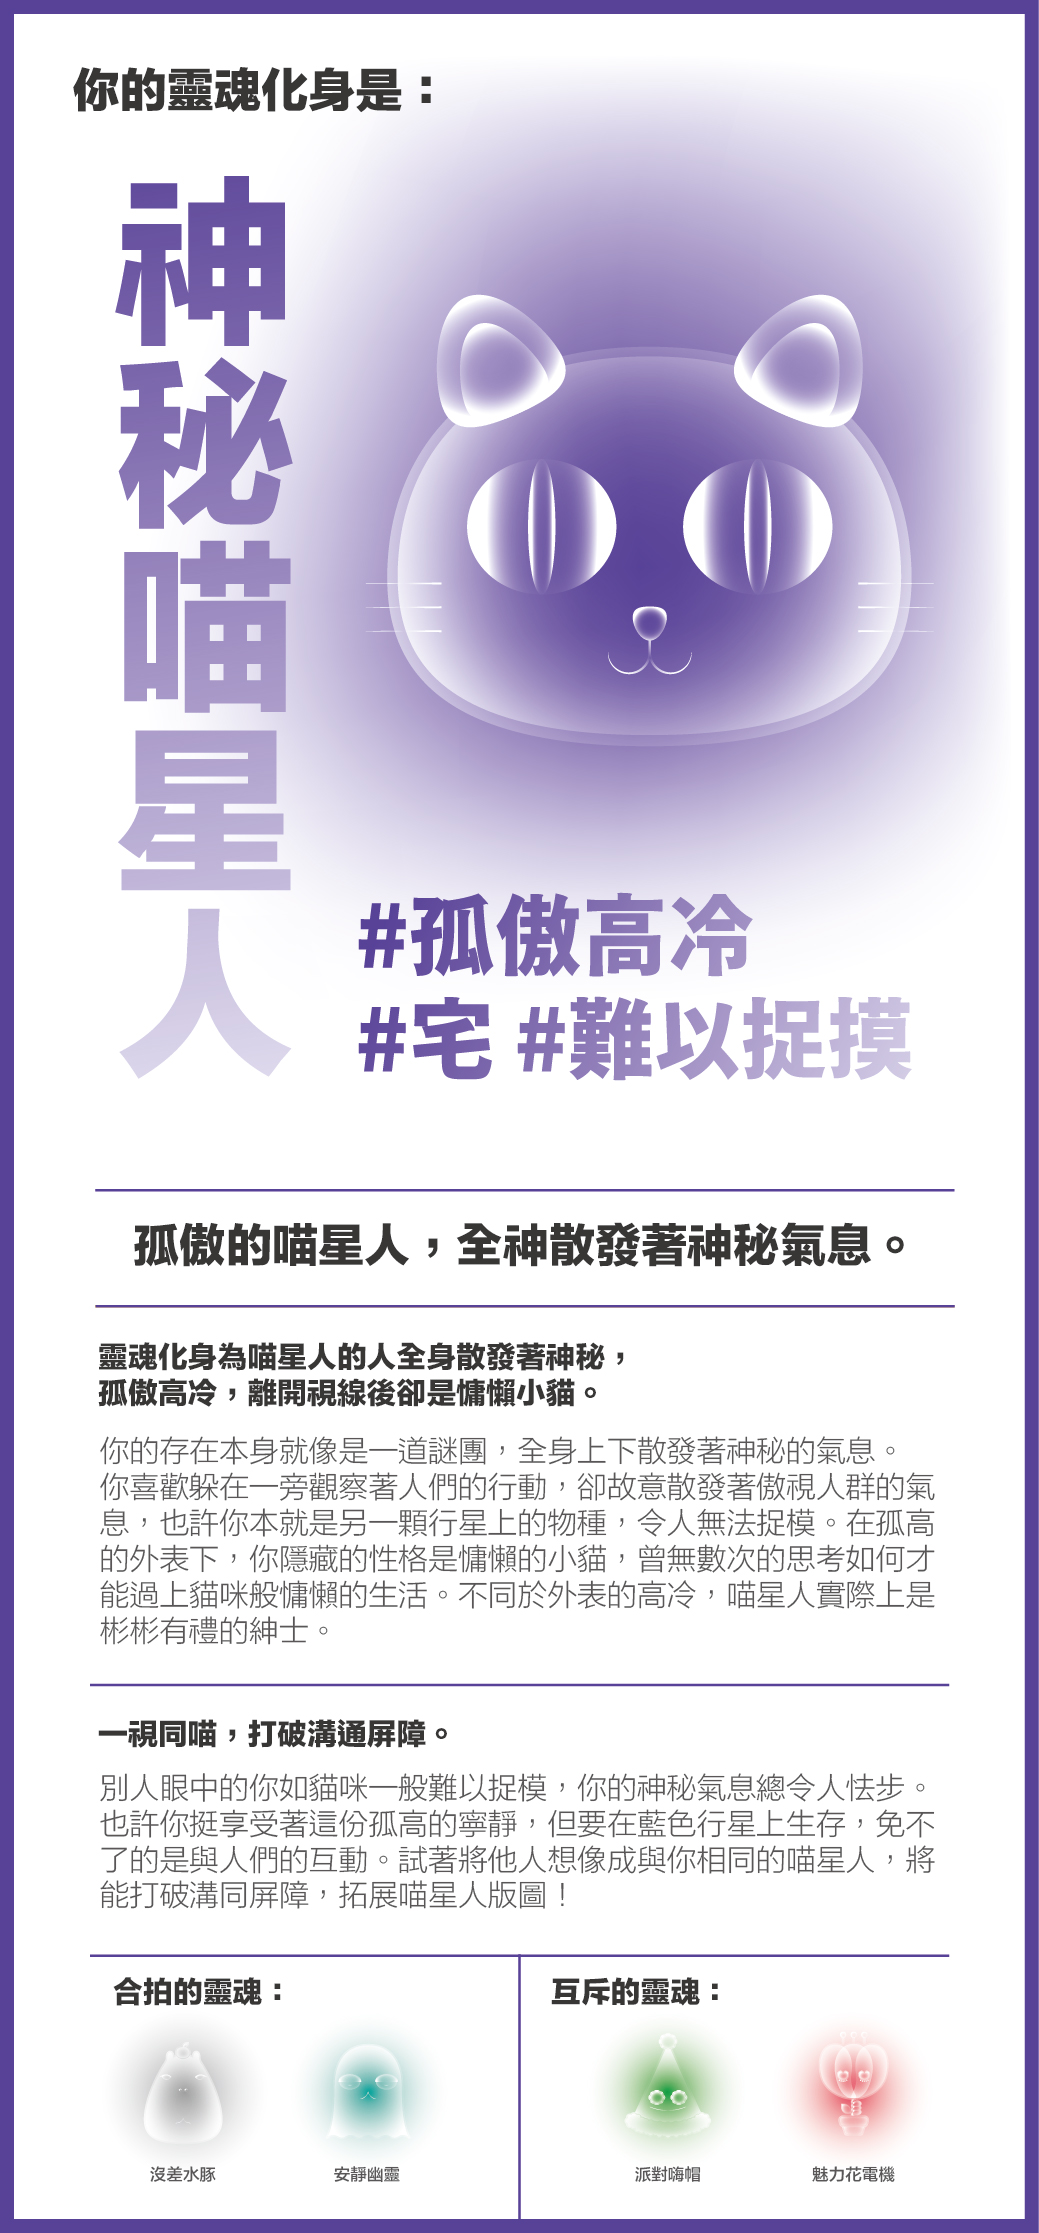 你的靈魂化身是：
神秘喵星人
#孤傲高冷
#宅 #難以捉摸
孤傲的喵星人，全神散發著神秘氣息。
靈魂化身為喵星人的人全身散發著神秘，
孤傲高冷，離開視線後卻是慵懶小貓。
你的存在本身就像是一道謎團，全身上下散發著神秘的氣息。
你喜歡躲在一旁觀察著人們的行動，卻故意散發著傲視人群的氣
息，也許你本就是另一顆行星上的物種，令人無法捉模。在孤高
的外表下，你隱藏的性格是慵懶的小貓，曾無數次的思考如何才
能過上貓咪般慵懶的生活。不同於外表的高冷，喵星人實際上是
彬彬有禮的紳士。
一視同喵，打破溝通屏障。
別人眼中的你如貓咪一般難以捉模，你的神秘氣息總令人怯步。
也許你挺享受著這份孤高的寧靜，但要在藍色行星上生存，免不
了的是與人們的互動。試著將他人想像成與你相同的喵星人，將
能打破溝同屏障，拓展喵星人版圖！
合拍的靈魂：
沒差水豚
安靜幽靈
互斥的靈魂：
派對嗨帽
魅力花電機